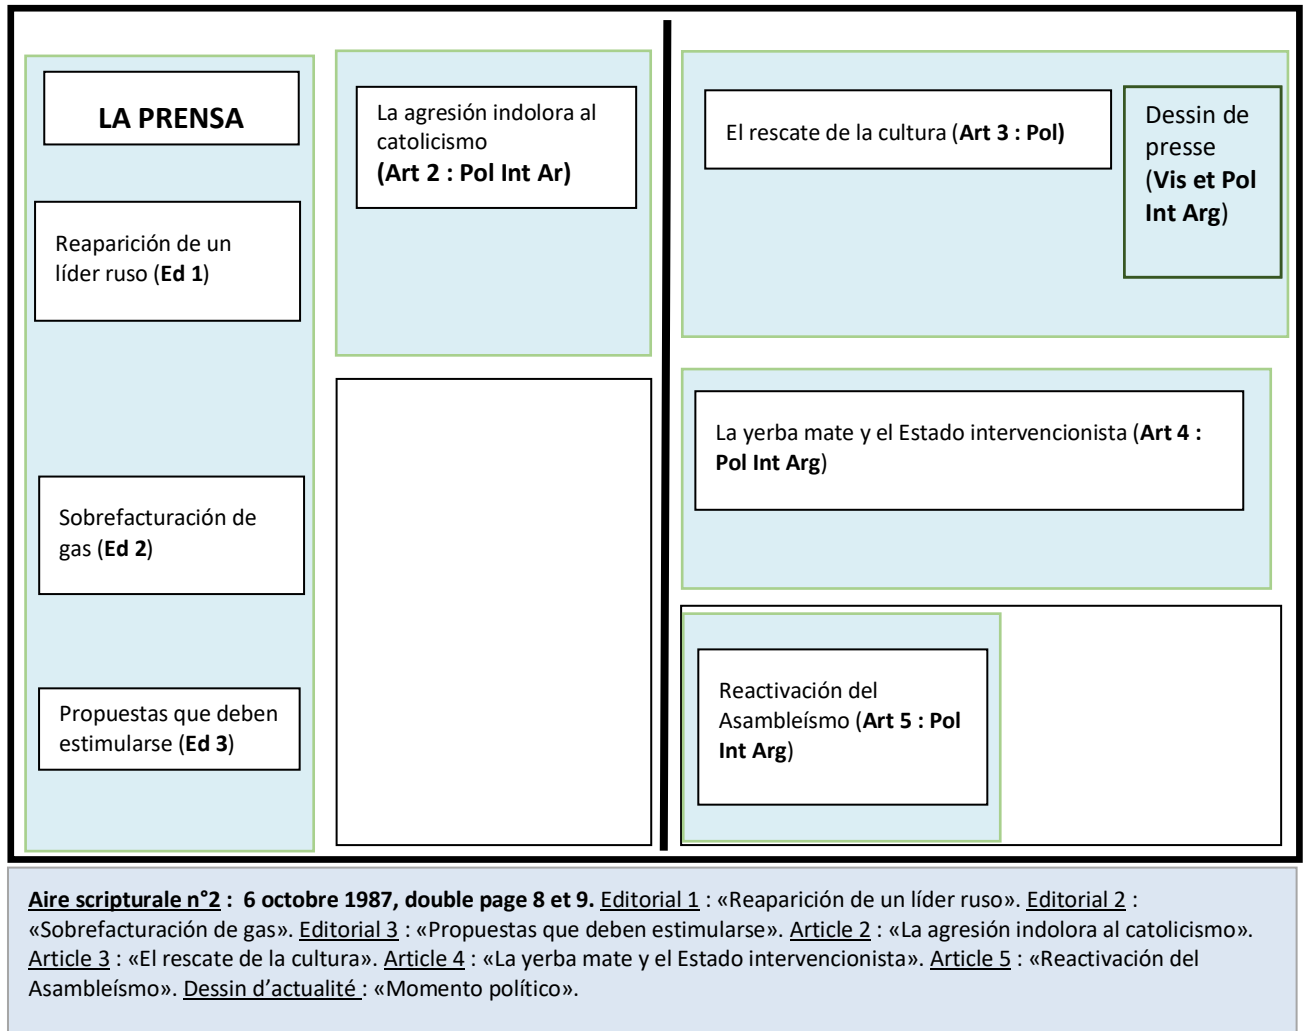 LA PRENSA
Reaparición de un
líder ruso (Ed 1)
Sobrefacturación de
gas (Ed 2)
Propuestas que deben
estimularse (Ed 3)
La agresión indolora al
catolicismo
(Art 2 : Pol Int Ar)
El rescate de la cultura (Art 3 : Pol)
Dessin de
presse
(Vis et Pol
Int Arg)
La yerba mate y el Estado intervencionista (Art 4 :
Pol Int Arg)
Reactivación del
Asambleísmo (Art 5 : Pol
Int Arg)
Aire scripturale n°2 : 6 octobre 1987, double page 8 et 9. Editorial 1 : «Reaparición de un líder ruso». Editorial 2 :
«Sobrefacturación de gas». Editorial 3 : «Propuestas que deben estimularse». Article 2 : «La agresión indolora al catolicismo».
Article 3 : «El rescate de la cultura». Article 4 : «La yerba mate y el Estado intervencionista». Article 5 : «Reactivación del
Asambleísmo». Dessin d'actualité : «Momento político».